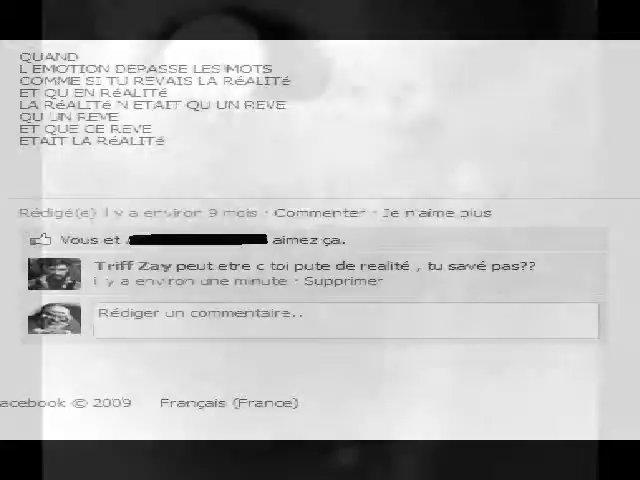 QUAND
L EMOTION DEPASSE LES MOTS
COMME SI TU REVAIS LA RéALITé
ET QU EN RéALITé
LA RéALITé N ETAIT QU UN REVE
QU UN REVE
ET QUE CE REVE
ETAIT LA RéALITé
Rédigé(e) il y a environ 9 mois · Commenter · Je n'aime plus
Vous et aimez ça.
Triff Zay peut etre c toi pute de realité , tu savé pas??
il y a environ une minute · Supprimer
Rédiger un commentaire..
acebook © 2009 Français (France)